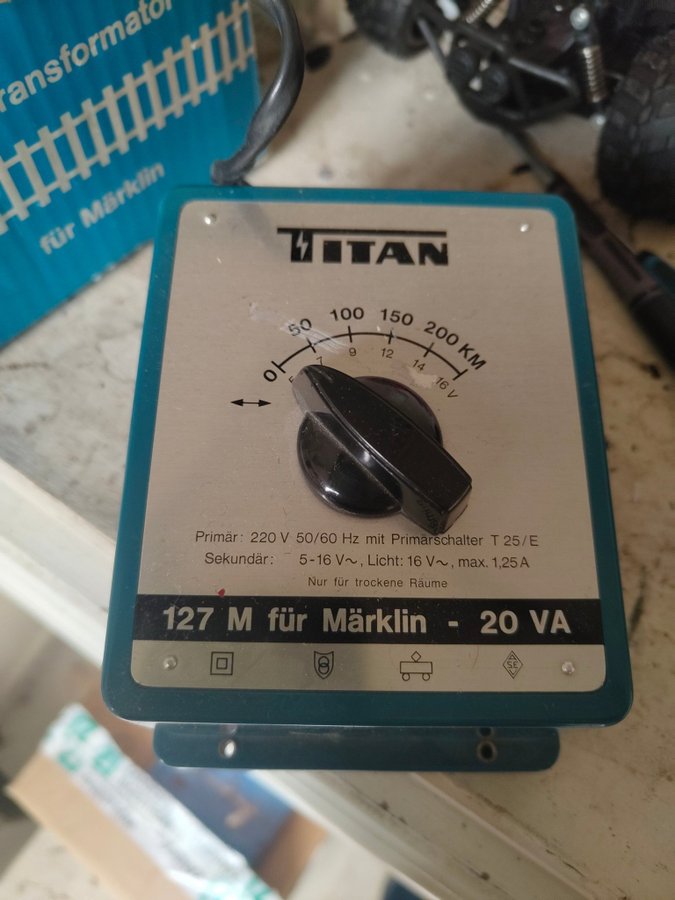 ransformator
für Märklin
TITAN
0 50 100 150 200 KM
5 7 9 12 14 16 V
Primär: 220 V 50/60 Hz mit Primärschalter T 25/E
Sekundär: 5-16 V~, Licht: 16 V~, max. 1,25 A
Nur für trockene Räume
127 M für Märklin - 20 VA
S.E.